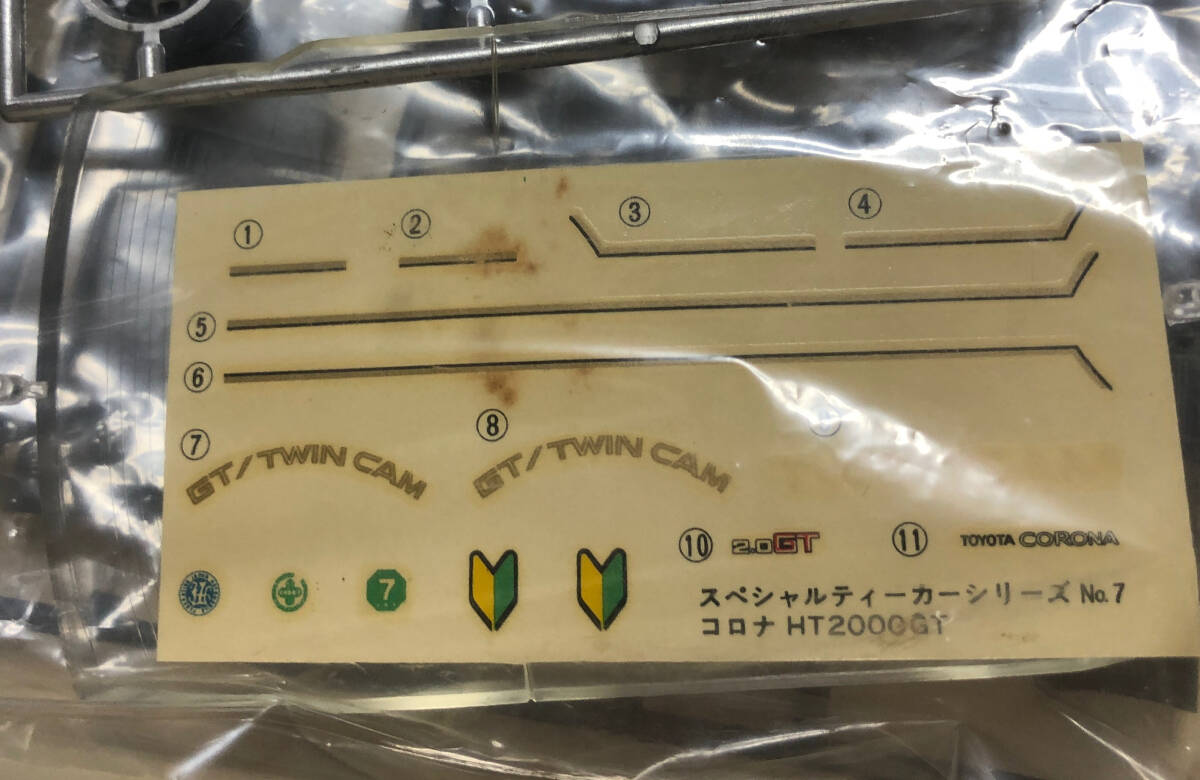 ① ② ③ ④
⑤
⑥
⑦ ⑧
GT/TWIN CAM GT/TWIN CAM
⑩ 2.0GT ⑪ TOYOTA CORONA
7
スペシャルティーカーシリーズ No.7
コロナ HT2000GT